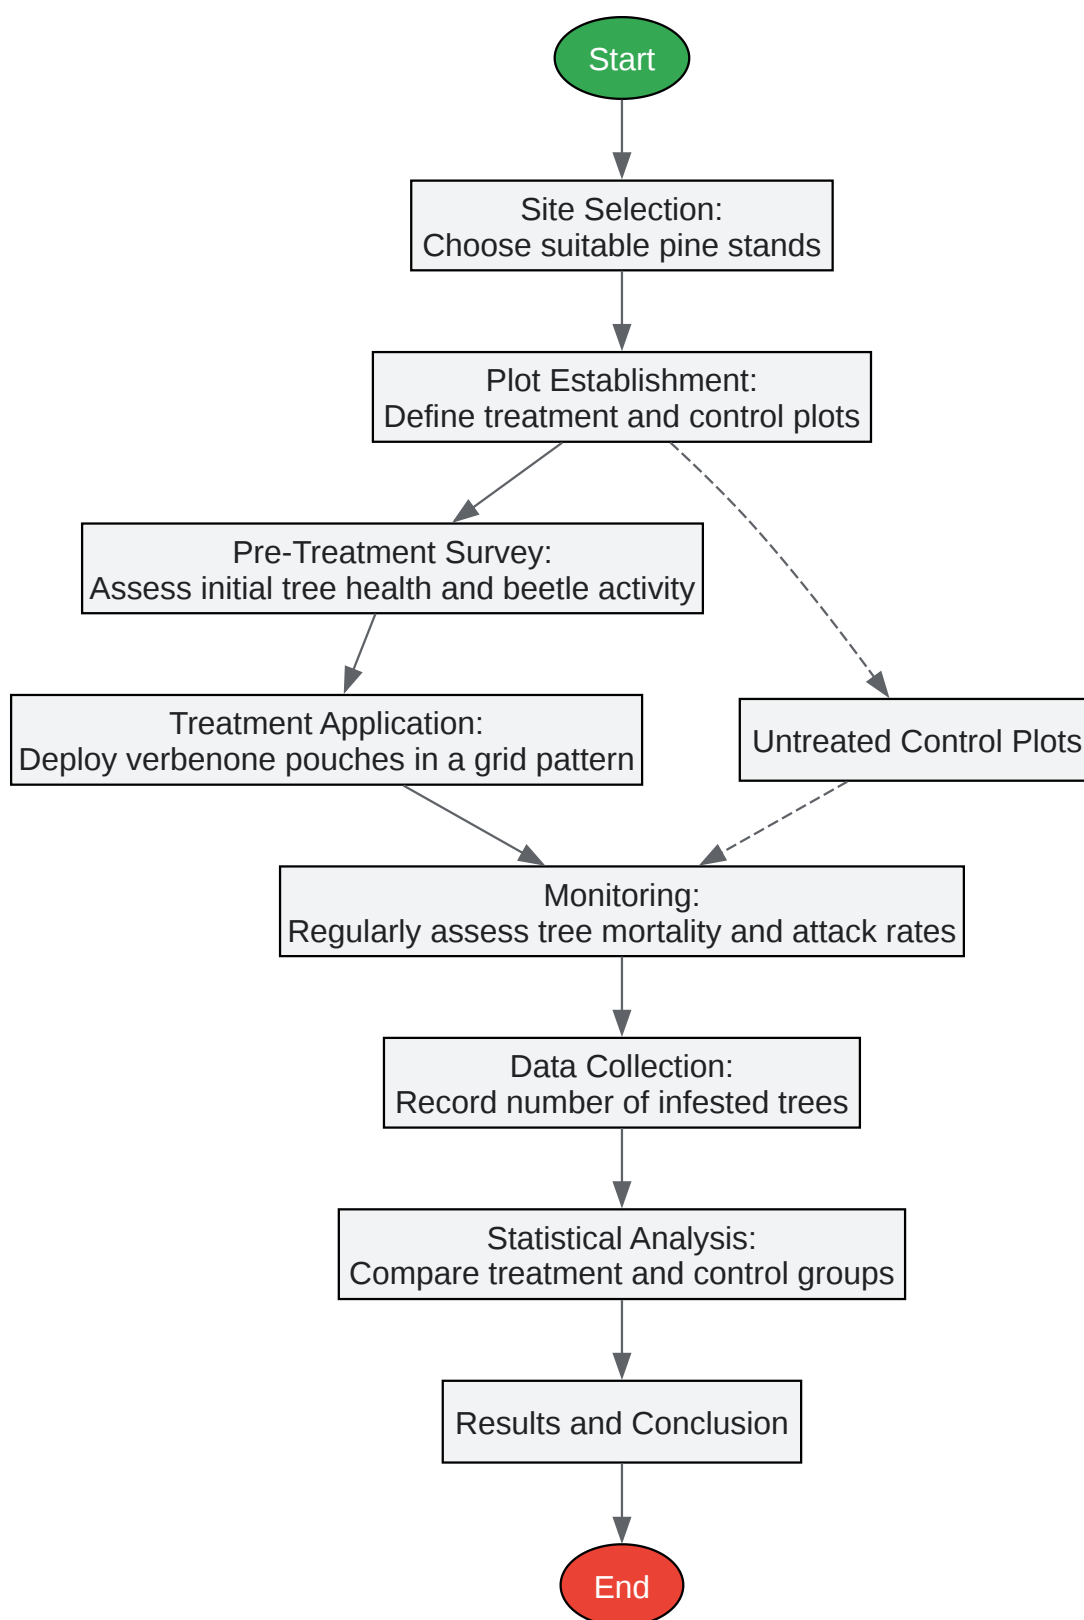 Start
Site Selection:
Choose suitable pine stands
Plot Establishment:
Define treatment and control plots
Pre-Treatment Survey:
Assess initial tree health and beetle activity
Treatment Application:
Deploy verbenone pouches in a grid pattern
Untreated Control Plots
Monitoring:
Regularly assess tree mortality and attack rates
Data Collection:
Record number of infested trees
Statistical Analysis:
Compare treatment and control groups
Results and Conclusion
End